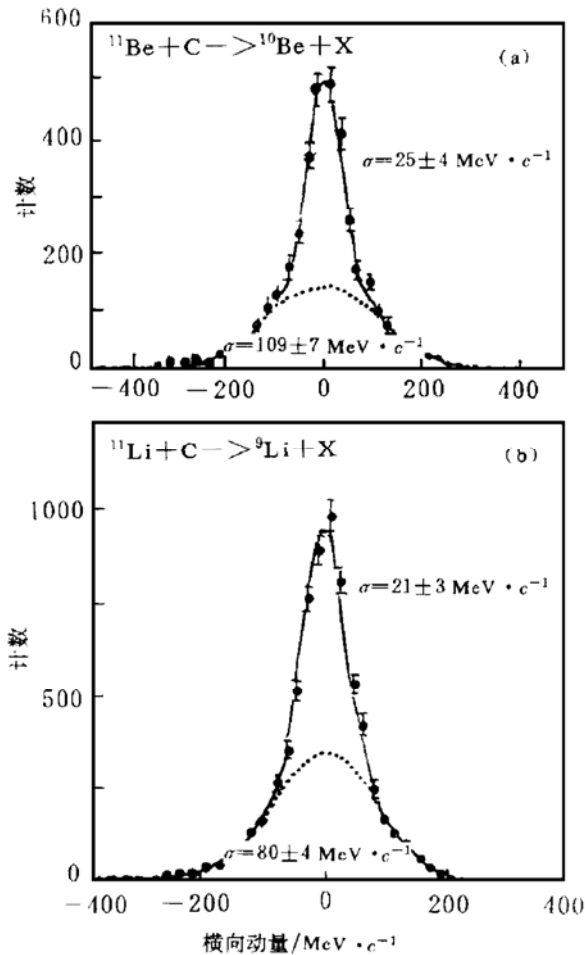 600
¹¹Be+C—>¹⁰Be+X
(a)
400
σ=25±4 MeV·c⁻¹
计数
200
σ=109±7 MeV·c⁻¹
0
-400 -200 0 200 400
¹¹Li+C—>⁹Li+X
(b)
1000
σ=21±3 MeV·c⁻¹
计数
500
σ=80±4 MeV·c⁻¹
0
-400 -200 0 200 400
横向动量/MeV·c⁻¹